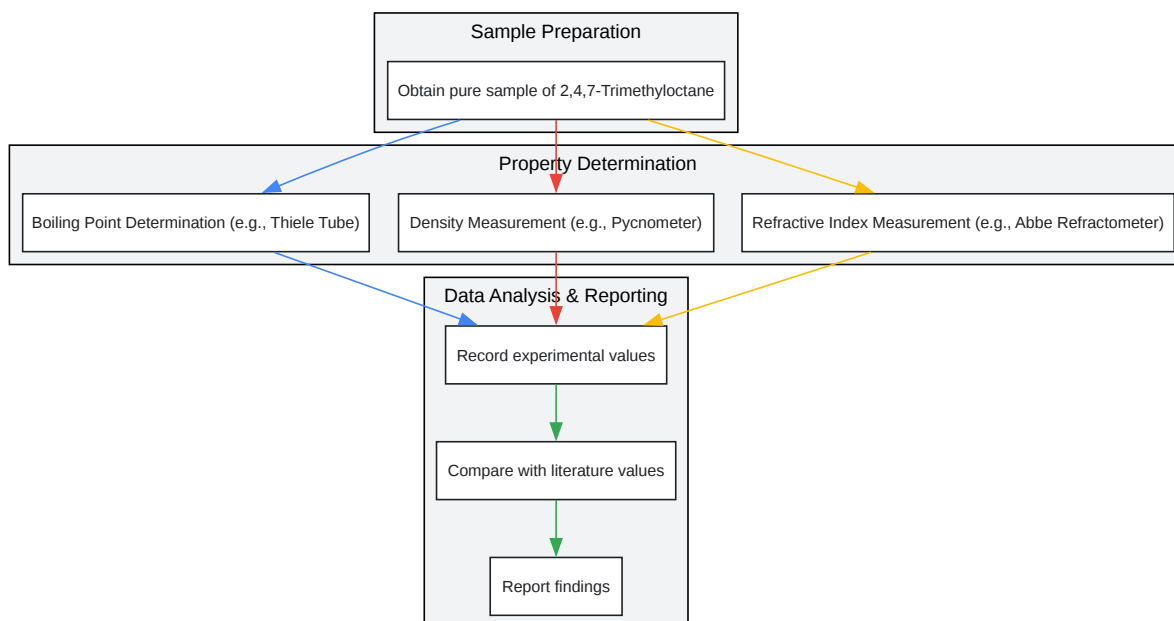 Sample Preparation
Obtain pure sample of 2,4,7-Trimethyloctane
Property Determination
Boiling Point Determination (e.g., Thiele Tube)
Density Measurement (e.g., Pycnometer)
Refractive Index Measurement (e.g., Abbe Refractometer)
Data Analysis & Reporting
Record experimental values
Compare with literature values
Report findings